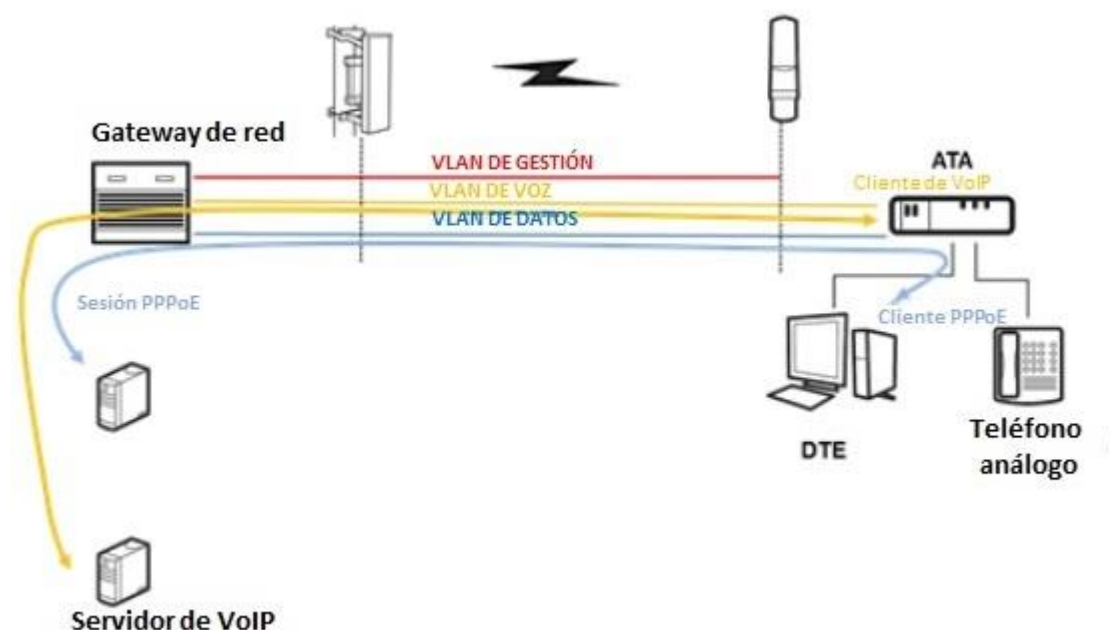 Gateway de red
VLAN DE GESTIÓN
VLAN DE VOZ
VLAN DE DATOS
ATA
Cliente de VoIP
Sesión PPPoE
Cliente PPPoE
DTE
Teléfono
análogo
Servidor de VoIP